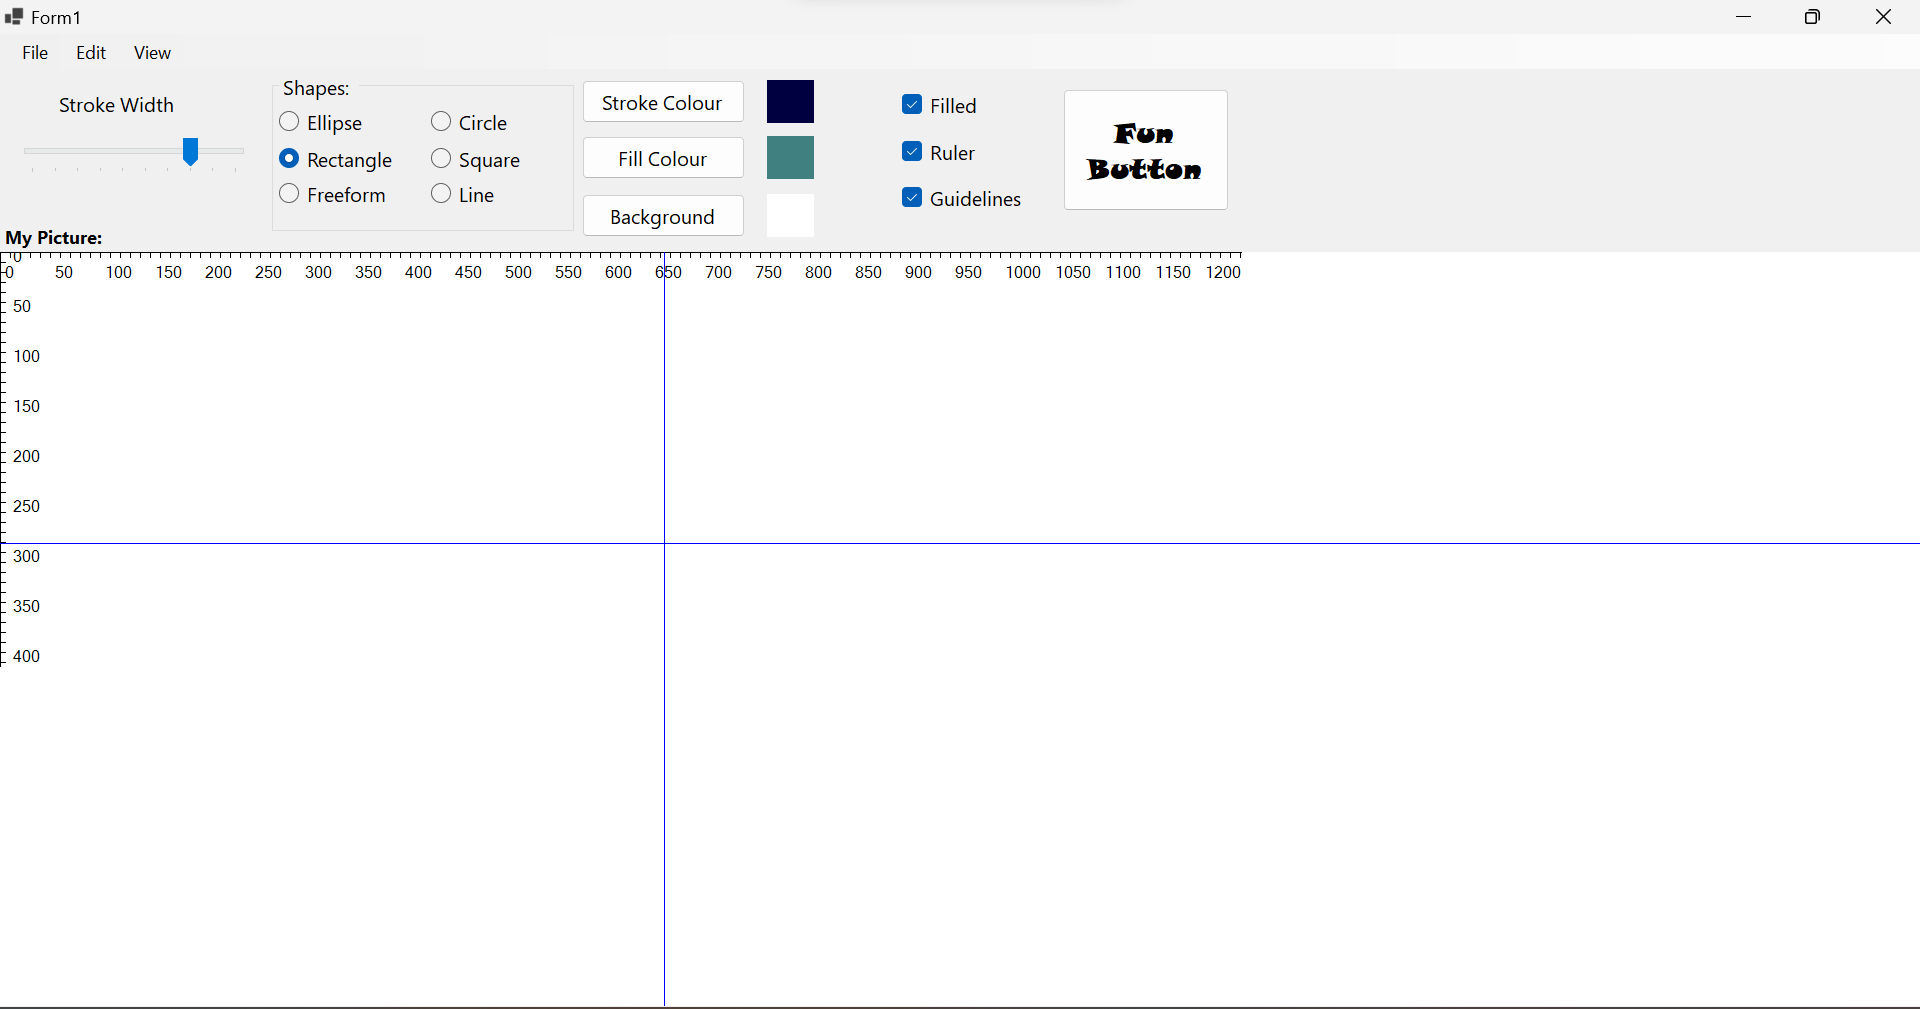 Form1
File Edit View
Stroke Width
Shapes:
Ellipse Circle
Rectangle Square
Freeform Line
Stroke Colour
Fill Colour
Background
Filled
Ruler
Guidelines
Fun
Button
My Picture:
0
0 50 100 150 200 250 300 350 400 450 500 550 600 650 700 750 800 850 900 950 1000 1050 1100 1150 1200
50
100
150
200
250
300
350
400